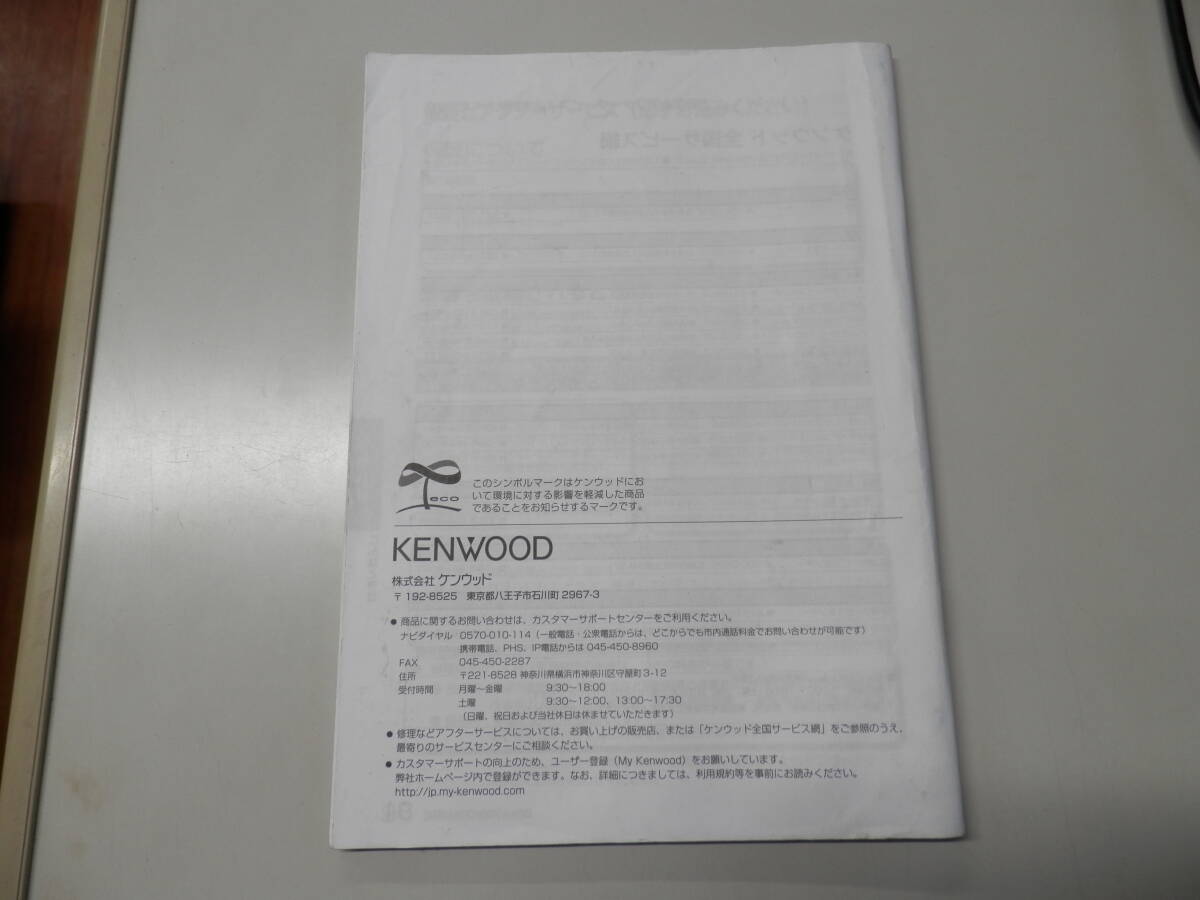 eco
このシンボルマークはケンウッドにお
いて環境に対する影響を軽減した商品
であることをお知らせするマークです。
KENWOOD
株式会社 ケンウッド
〒192-8525 東京都八王子市石川町 2967-3
● 商品に関するお問い合わせは、カスタマーサポートセンターをご利用ください。
ナビダイヤル 0570-010-114（一般電話・公衆電話からは、どこからでも市内通話料金でお問い合わせが可能です）
携帯電話、PHS、IP電話からは 045-450-8960
FAX 045-450-2287
住所 〒221-8528 神奈川県横浜市神奈川区守屋町 3-12
受付時間 月曜～金曜 9:30～18:00
土曜 9:30～12:00、13:00～17:30
（日曜、祝日および当社休日は休ませていただきます）
● 修理などアフターサービスについては、お買い上げの販売店、または「ケンウッド全国サービス網」をご参照のうえ、
最寄りのサービスセンターにご相談ください。
● カスタマーサポートの向上のため、ユーザー登録（My Kenwood）をお願いしています。
弊社ホームページ内で登録ができます。なお、詳細につきましては、利用規約等を事前にお読みください。
http://jp.my-kenwood.com